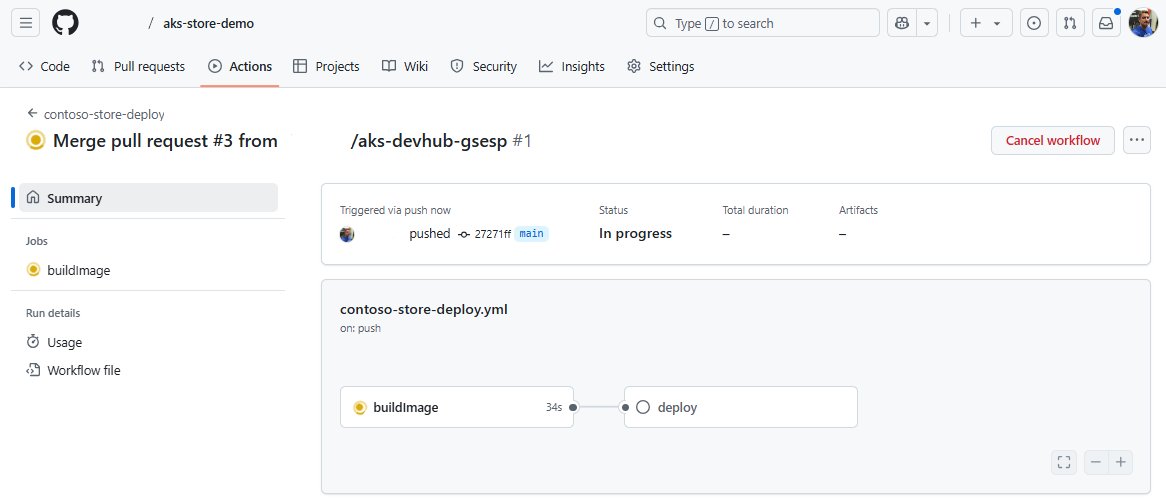 / aks-store-demo
Type / to search
Code Pull requests Actions Projects Wiki Security Insights Settings
contoso-store-deploy
Merge pull request #3 from /aks-devhub-gsesp #1
Cancel workflow
Summary
Jobs
buildImage
Run details
Usage
Workflow file
Triggered via push now
pushed 27271ff main
Status
In progress
Total duration
–
Artifacts
–
contoso-store-deploy.yml
on: push
buildImage 34s
deploy